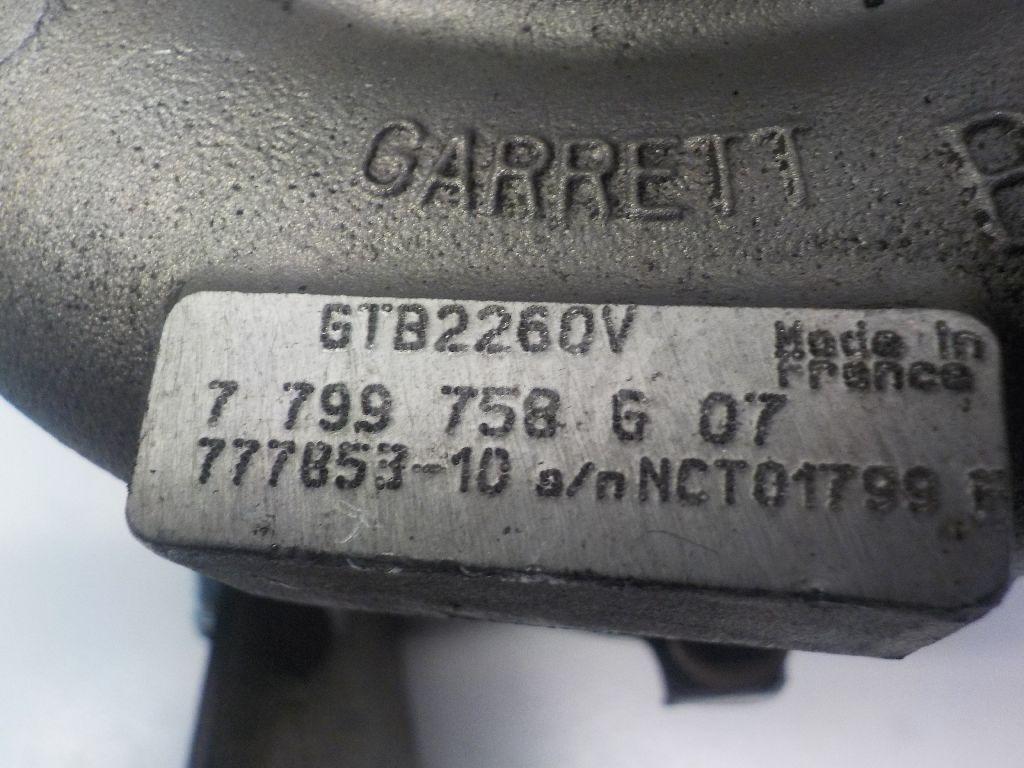 GARRETT
GTB2260V
Made in
France
7 799 758 G 07
777853-10 s/n NCT01799